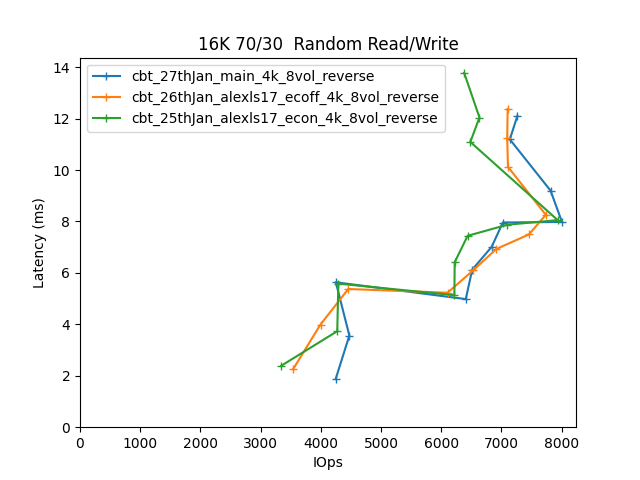 16K 70/30  Random Read/Write
cbt_27thJan_main_4k_8vol_reverse
cbt_26thJan_alexls17_ecoff_4k_8vol_reverse
cbt_25thJan_alexls17_econ_4k_8vol_reverse
Latency (ms)
14
12
10
8
6
4
2
0
0 1000 2000 3000 4000 5000 6000 7000 8000
IOps